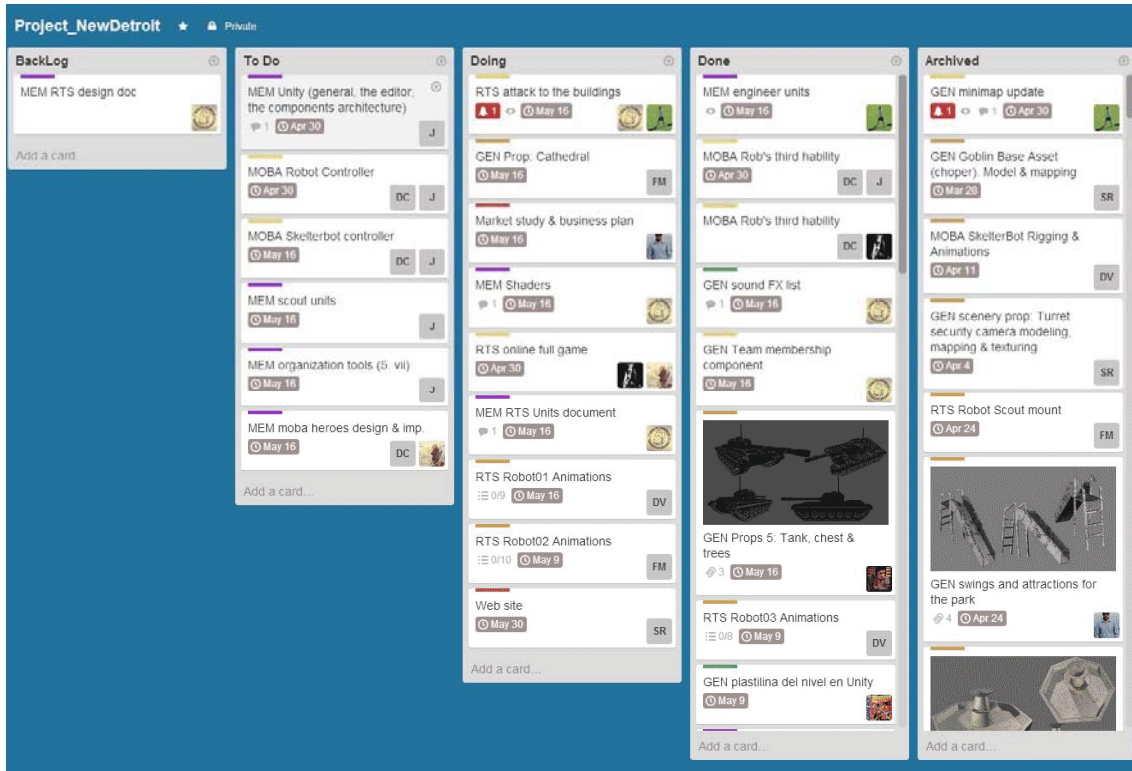 Project_NewDetroit
Private
BackLog
MEM RTS design doc
Add a card...
To Do
MEM Unity (general, the editor,
the components architecture)
1 Apr 30
J
MOBA Robot Controller
Apr 30
DC J
MOBA Skelterbot controller
May 16
DC J
MEM scout units
May 16
J
MEM organization tools (5. vii)
May 16
J
MEM moba heroes design & imp.
May 16
DC
Add a card...
Doing
RTS attack to the buildings
1 May 16
GEN Prop: Cathedral
May 16
FM
Market study & business plan
May 16
MEM Shaders
1 May 16
RTS online full game
Apr 30
MEM RTS Units document
1 May 16
RTS Robot01 Animations
0/9 May 16
DV
RTS Robot02 Animations
0/10 May 9
FM
Web site
May 30
SR
Add a card...
Done
MEM engineer units
May 16
MOBA Rob's third hability
Apr 30
DC J
MOBA Rob's third hability
DC
GEN sound FX list
1 May 16
GEN Team membership
component
May 16
GEN Props 5: Tank, chest &
trees
3 May 16
RTS Robot03 Animations
0/8 May 9
DV
GEN plastilina del nivel en Unity
May 9
Add a card...
Archived
GEN minimap update
1 1 Apr 30
GEN Goblin Base Asset
(choper). Model & mapping
Mar 28
SR
MOBA SkelterBot Rigging &
Animations
Apr 11
DV
GEN scenery prop: Turret
security camera modeling,
mapping & texturing
Apr 4
SR
RTS Robot Scout mount
Apr 24
FM
GEN swings and attractions for
the park
4 Apr 24
Add a card...